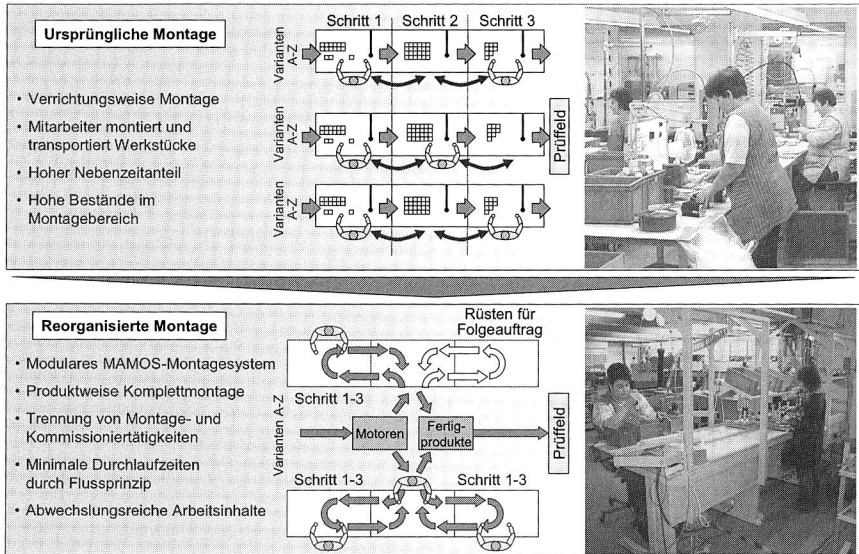 Ursprüngliche Montage
• Verrichtungsweise Montage
• Mitarbeiter montiert und
transportiert Werkstücke
• Hoher Nebenzeitanteil
• Hohe Bestände im
Montagebereich
Schritt 1 Schritt 2 Schritt 3
Varianten
A-Z
Varianten
A-Z
Varianten
A-Z
Prüffeld
Reorganisierte Montage
• Modulares MAMOS-Montagesystem
• Produktweise Komplettmontage
• Trennung von Montage- und
Kommissioniertätigkeiten
• Minimale Durchlaufzeiten
durch Flussprinzip
• Abwechslungsreiche Arbeitsinhalte
Rüsten für
Folgeauftrag
Schritt 1-3
Varianten A-Z
Motoren
Fertig-
produkte
Prüffeld
Schritt 1-3
Schritt 1-3